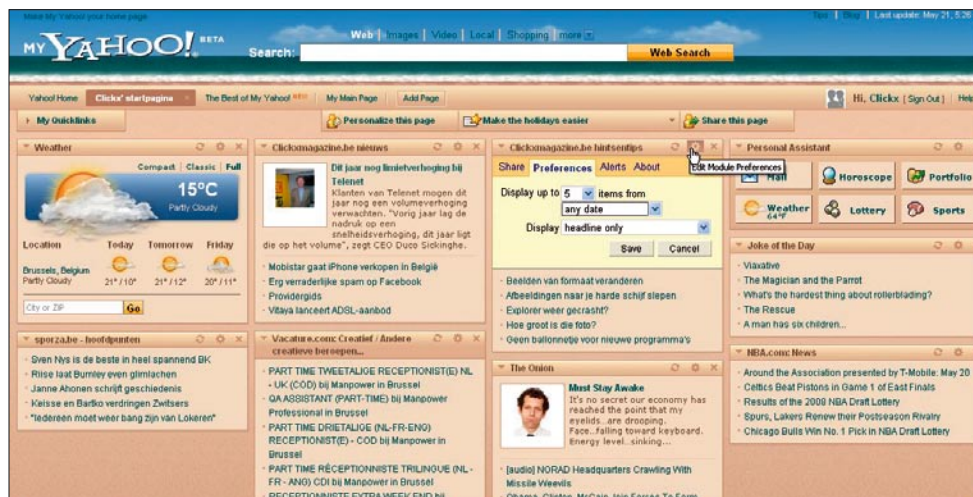 Make My Yahoo! your home page
Tips | Blog | Last update: May 21, 5:26
MY YAHOO! BETA
Web | Images | Video | Local | Shopping | more
Search:
Web Search
Yahoo! Home
Clickx' startpagina
The Best of My Yahoo!
My Main Page
Add Page
Hi, Clickx [ Sign Out ] Help
My Quicklinks
Personalize this page
Make the holidays easier
Share this page
Weather
Compact | Classic | Full
15°C
Partly Cloudy
Location Today Tomorrow Friday
Brussels, Belgium
Partly Cloudy
21°/10° 21°/12° 20°/11°
City or ZIP
Go
sporza.be - hoofdpunten
Sven Nys is de beste in heel spannend BK
Riise laat Burnley even glimlachen
Janne Ahonen schrijft geschiedenis
Keisse en Bartko verdringen Zwitsers
"Iedereen moet weer bang zijn van Lokeren"
Clickxmagazine.be nieuws
Dit jaar nog limietverhoging bij
Telenet
Klanten van Telenet mogen dit
jaar nog een volumeverhoging
verwachten. "Vorig jaar lag de
nadruk op een
snelheidsverhoging, dit jaar ligt
die op het volume", zegt CEO Duco Sickinghe.
Mobistar gaat iPhone verkopen in België
Erg verraderlijke spam op Facebook
Providergids
Vitaya lanceert ADSL-aanbod
Vacature.com: Creatief / Andere
creatieve beroepen...
PART TIME TWEETALIGE RECEPTIONIST(E) NL
- UK (COD) bij Manpower in Brussel
QA ASSISTANT (PART-TIME) bij Manpower
Professional in Brussel
PART TIME DRIETALIGE (NL-FR-ENG)
RECEPTIONIST(E) - COD bij Manpower in
Brussel
PART TIME RÉCEPTIONNISTE TRILINGUE (NL -
FR - ANG) CDI bij Manpower in Brussel
RECEPTIONISTE EXTRA WEEK-END bij
Clickxmagazine.be hintsentips
Edit Module Preferences
Share Preferences Alerts About
Display up to 5 items from
any date
Display headline only
Save Cancel
Beelden van formaat veranderen
Afbeeldingen naar je harde schijf slepen
Explorer weer gecrasht?
Hoe groot is die foto?
Geen ballonnetje voor nieuwe programma's
The Onion
Must Stay Awake
It's no secret our economy has
reached the point that my
eyelids...are drooping.
Face...falling toward keyboard.
Energy level...sinking...
[audio] NORAD Headquarters Crawling With
Missile Weevils
Obama, Clinton, McCain Join Forces To Form
Personal Assistant
Mail
Horoscope
Portfolio
Weather
64°F
Lottery
Sports
Joke of the Day
Viaxative
The Magician and the Parrot
What's the hardest thing about rollerblading?
The Rescue
A man has six children...
NBA.com: News
Around the Association presented by T-Mobile: May 20
Celtics Beat Pistons in Game 1 of East Finals
Results of the 2008 NBA Draft Lottery
Spurs, Lakers Renew their Postseason Rivalry
Chicago Bulls Win No. 1 Pick in NBA Draft Lottery